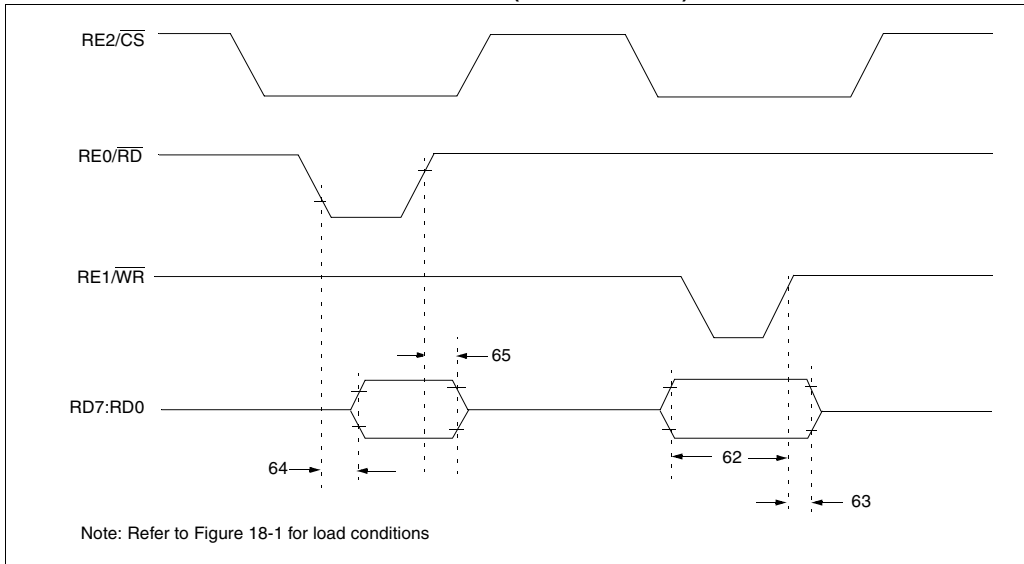 RE2/CS
RE0/RD
RE1/WR
65
RD7:RD0
62
64
63
Note: Refer to Figure 18-1 for load conditions